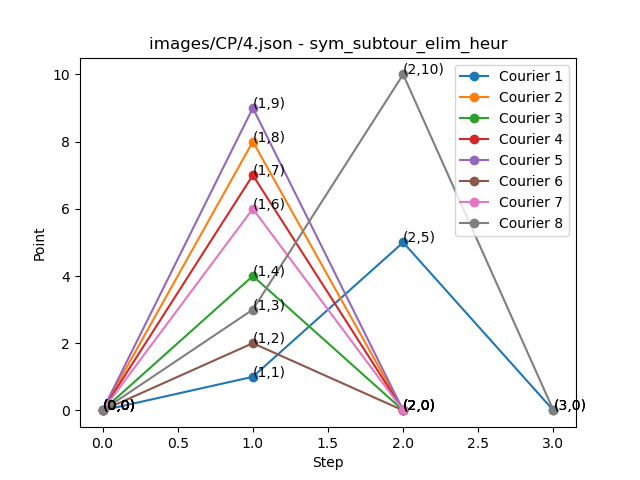 images/CP/4.json - sym_subtour_elim_heur
10
8
6
4
2
0
Point
(2,10)
(1,9)
(1,8)
(1,7)
(1,6)
(2,5)
(1,4)
(1,3)
(1,2)
(1,1)
(0,0)
(2,0)
(3,0)
Courier 1
Courier 2
Courier 3
Courier 4
Courier 5
Courier 6
Courier 7
Courier 8
0.0 0.5 1.0 1.5 2.0 2.5 3.0
Step